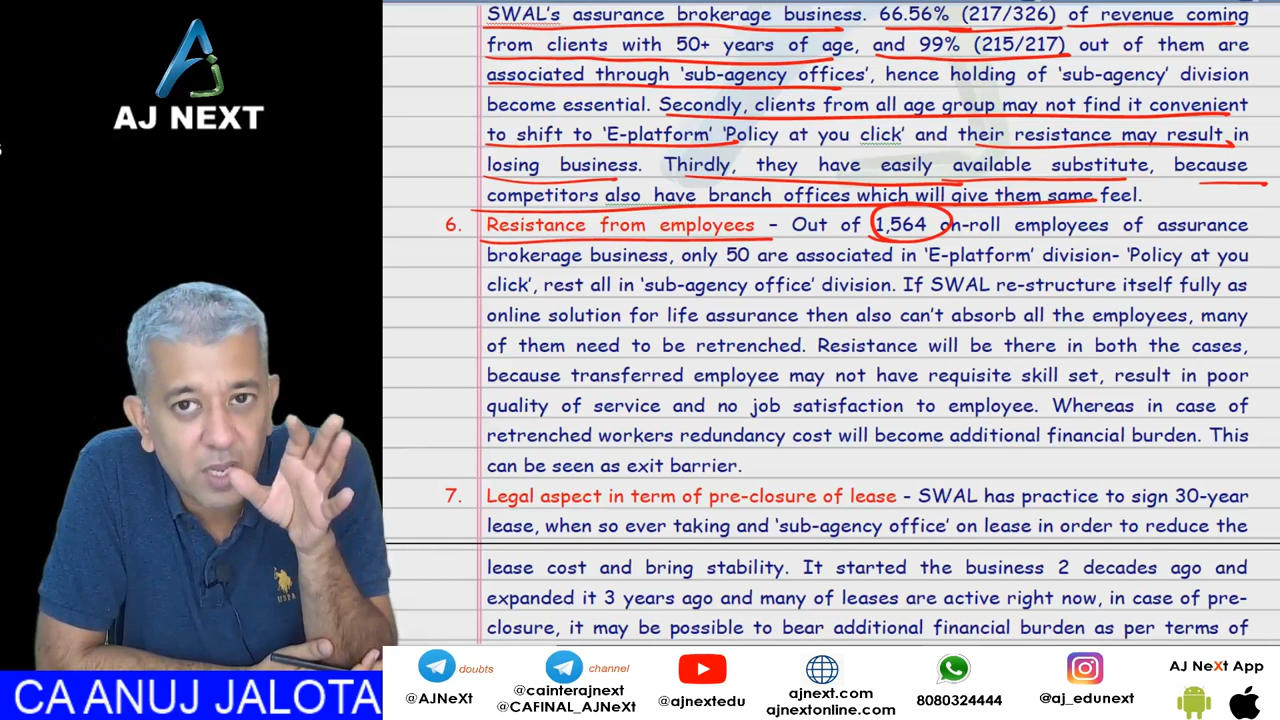 AJ NEXT
SWAL's assurance brokerage business. 66.56% (217/326) of revenue coming
from clients with 50+ years of age, and 99% (215/217) out of them are
associated through 'sub-agency offices', hence holding of 'sub-agency' division
become essential. Secondly, clients from all age group may not find it convenient
to shift to 'E-platform' 'Policy at you click' and their resistance may result in
losing business. Thirdly, they have easily available substitute, because
competitors also have branch offices which will give them same feel.
6. Resistance from employees – Out of 1,564 on-roll employees of assurance
brokerage business, only 50 are associated in 'E-platform' division- 'Policy at you
click', rest all in 'sub-agency office' division. If SWAL re-structure itself fully as
online solution for life assurance then also can't absorb all the employees, many
of them need to be retrenched. Resistance will be there in both the cases,
because transferred employee may not have requisite skill set, result in poor
quality of service and no job satisfaction to employee. Whereas in case of
retrenched workers redundancy cost will become additional financial burden. This
can be seen as exit barrier.
7. Legal aspect in term of pre-closure of lease - SWAL has practice to sign 30-year
lease, when so ever taking and 'sub-agency office' on lease in order to reduce the
lease cost and bring stability. It started the business 2 decades ago and
expanded it 3 years ago and many of leases are active right now, in case of pre-
closure, it may be possible to bear additional financial burden as per terms of
U.S. POLO ASSN.
CA ANUJ JALOTA
doubts
@AJNeXt
channel
@cainterajnext
@CAFINAL_AJNeXt
@ajnextedu
ajnext.com
ajnextonline.com
8080324444
@aj_edunext
AJ NeXt App